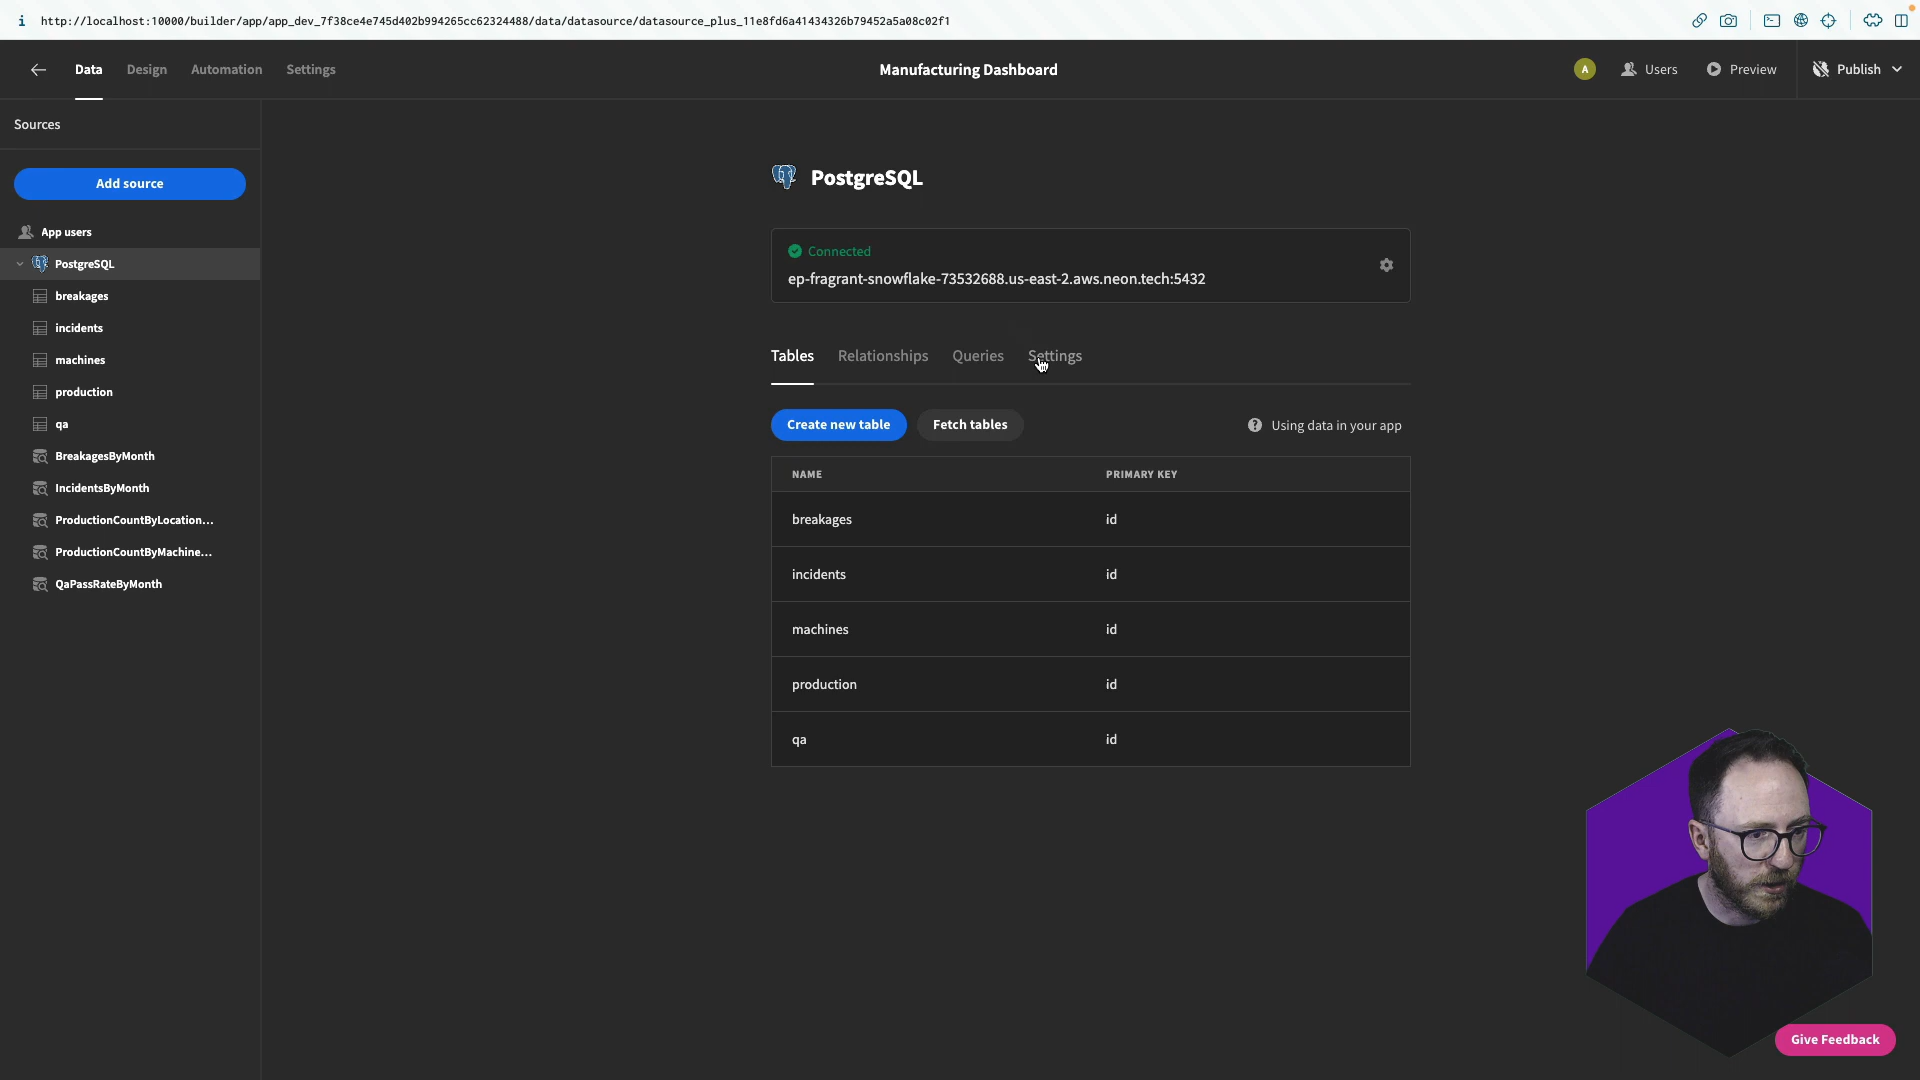 http://localhost:10000/builder/app/app_dev_7f38ce4e745d402b994265cc62324488/data/datasource/datasource_plus_11e8fd6a41434326b79452a5a08c02f1
Data
Design
Automation
Settings
Manufacturing Dashboard
A
Users
Preview
Publish
Sources
Add source
App users
PostgreSQL
breakages
incidents
machines
production
qa
BreakagesByMonth
IncidentsByMonth
ProductionCountByLocation...
ProductionCountByMachine...
QaPassRateByMonth
PostgreSQL
Connected
ep-fragrant-snowflake-73532688.us-east-2.aws.neon.tech:5432
Tables
Relationships
Queries
Settings
Create new table
Fetch tables
Using data in your app
NAME PRIMARY KEY
breakages id
incidents id
machines id
production id
qa id
Give Feedback